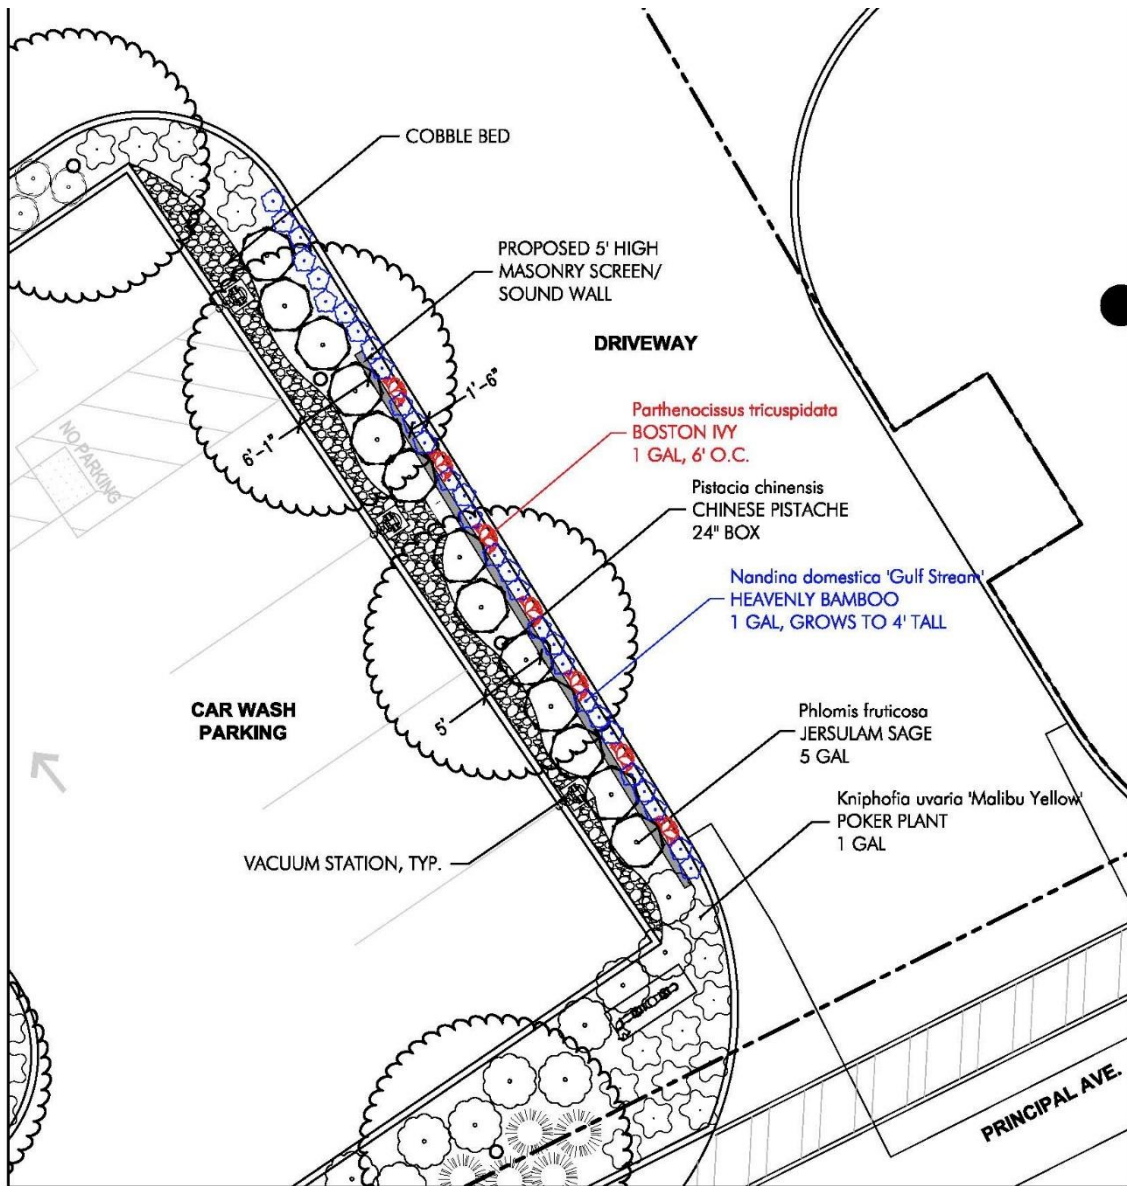 COBBLE BED
PROPOSED 5' HIGH
MASONRY SCREEN/
SOUND WALL
DRIVEWAY
1'-6"
6'-1"
NO PARKING
Parthenocissus tricuspidata
BOSTON IVY
1 GAL, 6' O.C.
Pistacia chinensis
CHINESE PISTACHE
24" BOX
Nandina domestica 'Gulf Stream'
HEAVENLY BAMBOO
1 GAL, GROWS TO 4' TALL
CAR WASH
PARKING
5'
Phlomis fruticosa
JERSULAM SAGE
5 GAL
Kniphofia uvaria 'Malibu Yellow'
POKER PLANT
1 GAL
VACUUM STATION, TYP.
PRINCIPAL AVE.